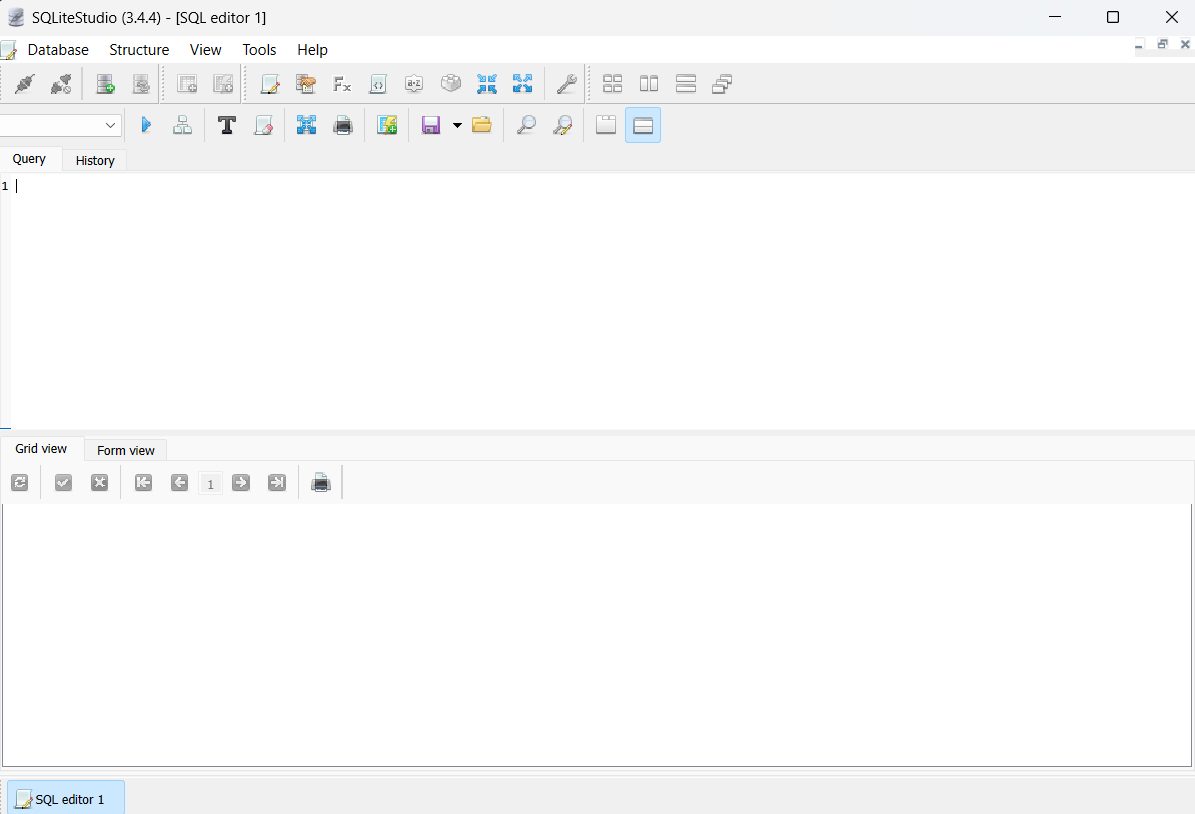 SQLiteStudio (3.4.4) - [SQL editor 1]
Database Structure View Tools Help
Query History
1
Grid view Form view
1
SQL editor 1